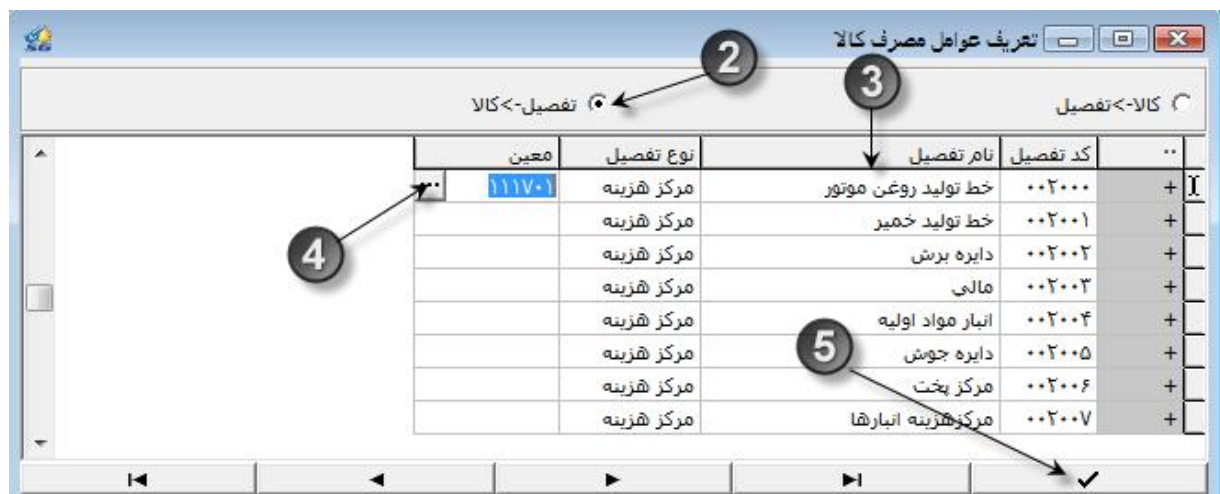 تعریف عوامل مصرف کالا
2
3
کالا->تفصیل تفصیل->کالا
.. کد تفصیل نام تفصیل نوع تفصیل معین
+ ۰۰۲۰۰۰ خط تولید روغن موتور مرکز هزینه ۱۱۱۷۰۱ ...
+ ۰۰۲۰۰۱ خط تولید خمیر مرکز هزینه
4
+ ۰۰۲۰۰۲ دایره برش مرکز هزینه
+ ۰۰۲۰۰۳ مالی مرکز هزینه
+ ۰۰۲۰۰۴ انبار مواد اولیه مرکز هزینه
5
+ ۰۰۲۰۰۵ دایره جوش مرکز هزینه
+ ۰۰۲۰۰۶ مرکز پخت مرکز هزینه
+ ۰۰۲۰۰۷ مرکزهزینه انبارها مرکز هزینه